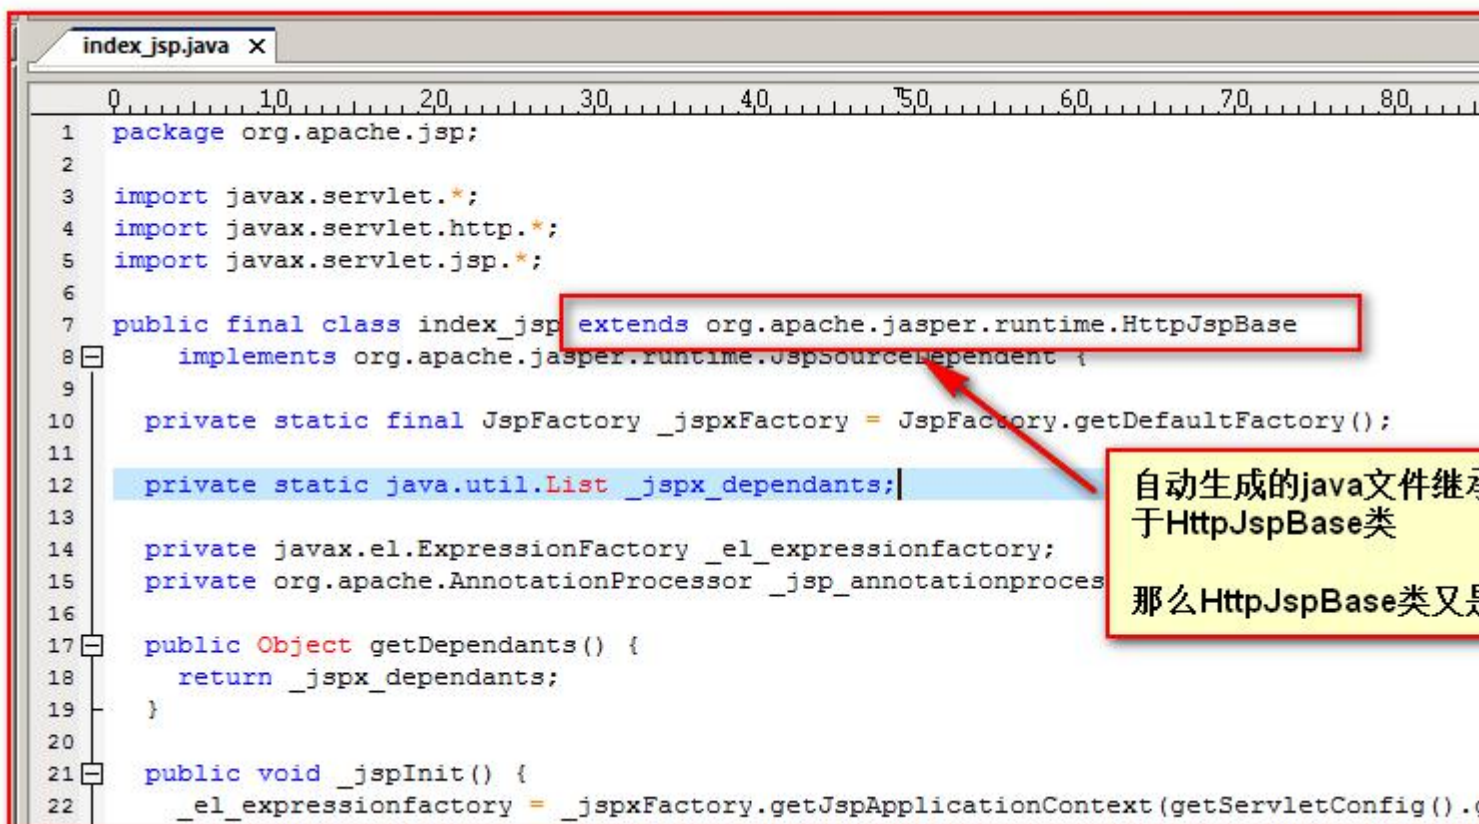 index_jsp.java X
0 10 20 30 40 50 60 70 80
1 package org.apache.jsp;
2
3 import javax.servlet.*;
4 import javax.servlet.http.*;
5 import javax.servlet.jsp.*;
6
7 public final class index_jsp extends org.apache.jasper.runtime.HttpJspBase
8 implements org.apache.jasper.runtime.JspSourceDependent {
9
10 private static final JspFactory _jspxFactory = JspFactory.getDefaultFactory();
11
12 private static java.util.List _jspx_dependants;
13
14 private javax.el.ExpressionFactory _el_expressionfactory;
15 private org.apache.AnnotationProcessor _jsp_annotationproces
16
17 public Object getDependants() {
18 return _jspx_dependants;
19 }
20
21 public void _jspInit() {
22 _el_expressionfactory = _jspxFactory.getJspApplicationContext(getServletConfig().
自动生成的java文件继承
于HttpJspBase类
那么HttpJspBase类又是